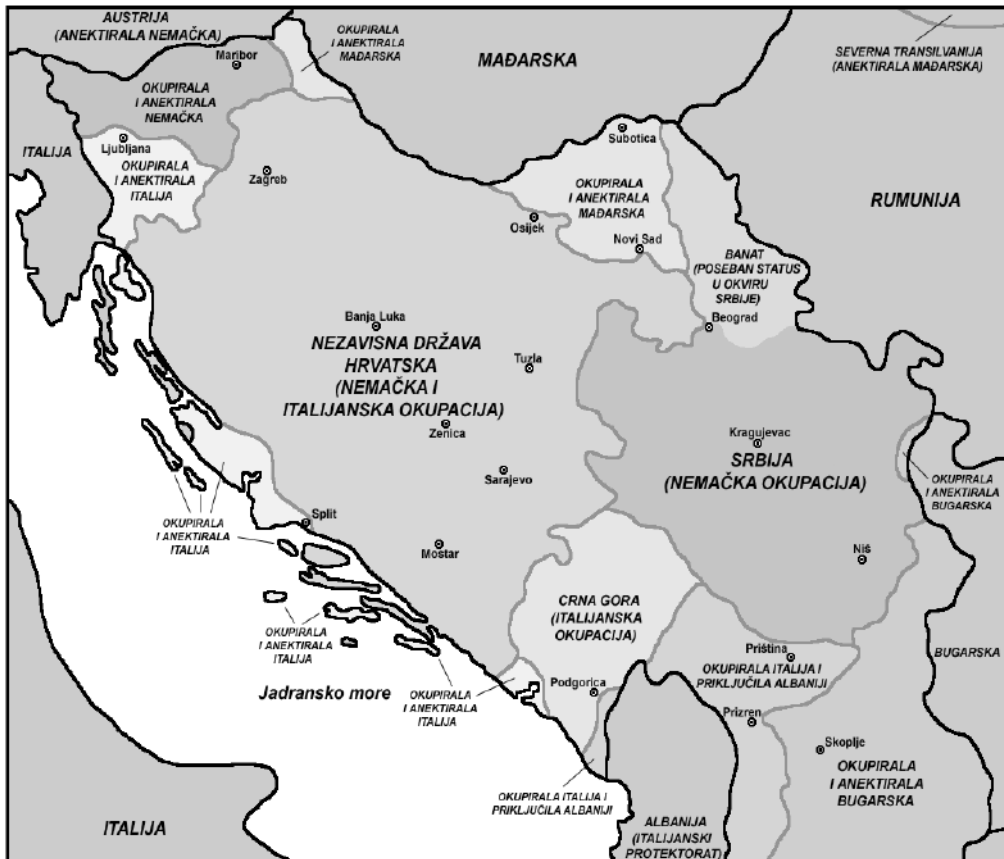 AUSTRIJA
(ANEKTIRALA NEMAČKA)
OKUPIRALA
I ANEKTIRALA
MAĐARSKA
MAĐARSKA
SEVERNA TRANSILVANIJA
(ANEKTIRALA MAĐARSKA)
Maribor
OKUPIRALA
I ANEKTIRALA
NEMAČKA
ITALIJA
Ljubljana
OKUPIRALA
I ANEKTIRALA
ITALIJA
Zagreb
Subotica
OKUPIRALA
I ANEKTIRALA
MAĐARSKA
Osijek
Novi Sad
RUMUNIJA
BANAT
(POSEBAN STATUS
U OKVIRU
SRBIJE)
Beograd
Banja Luka
NEZAVISNA DRŽAVA
HRVATSKA
(NEMAČKA I
ITALIJANSKA OKUPACIJA)
Tuzla
Zenica
Sarajevo
Kragujevac
SRBIJA
(NEMAČKA OKUPACIJA)
OKUPIRALA
I ANEKTIRALA
BUGARSKA
OKUPIRALA
I ANEKTIRALA
ITALIJA
Split
Mostar
Niš
CRNA GORA
(ITALIJANSKA
OKUPACIJA)
OKUPIRALA
I ANEKTIRALA
ITALIJA
Priština
OKUPIRALA ITALIJA I
PRIKLJUČILA ALBANIJI
BUGARSKA
Jadransko more
OKUPIRALA
I ANEKTIRALA
ITALIJA
Podgorica
Prizren
Skoplje
OKUPIRALA
I ANEKTIRALA
BUGARSKA
OKUPIRALA ITALIJA I
PRIKLJUČILA ALBANIJI
ITALIJA
ALBANIJA
(ITALIJANSKI
PROTEKTORAT)